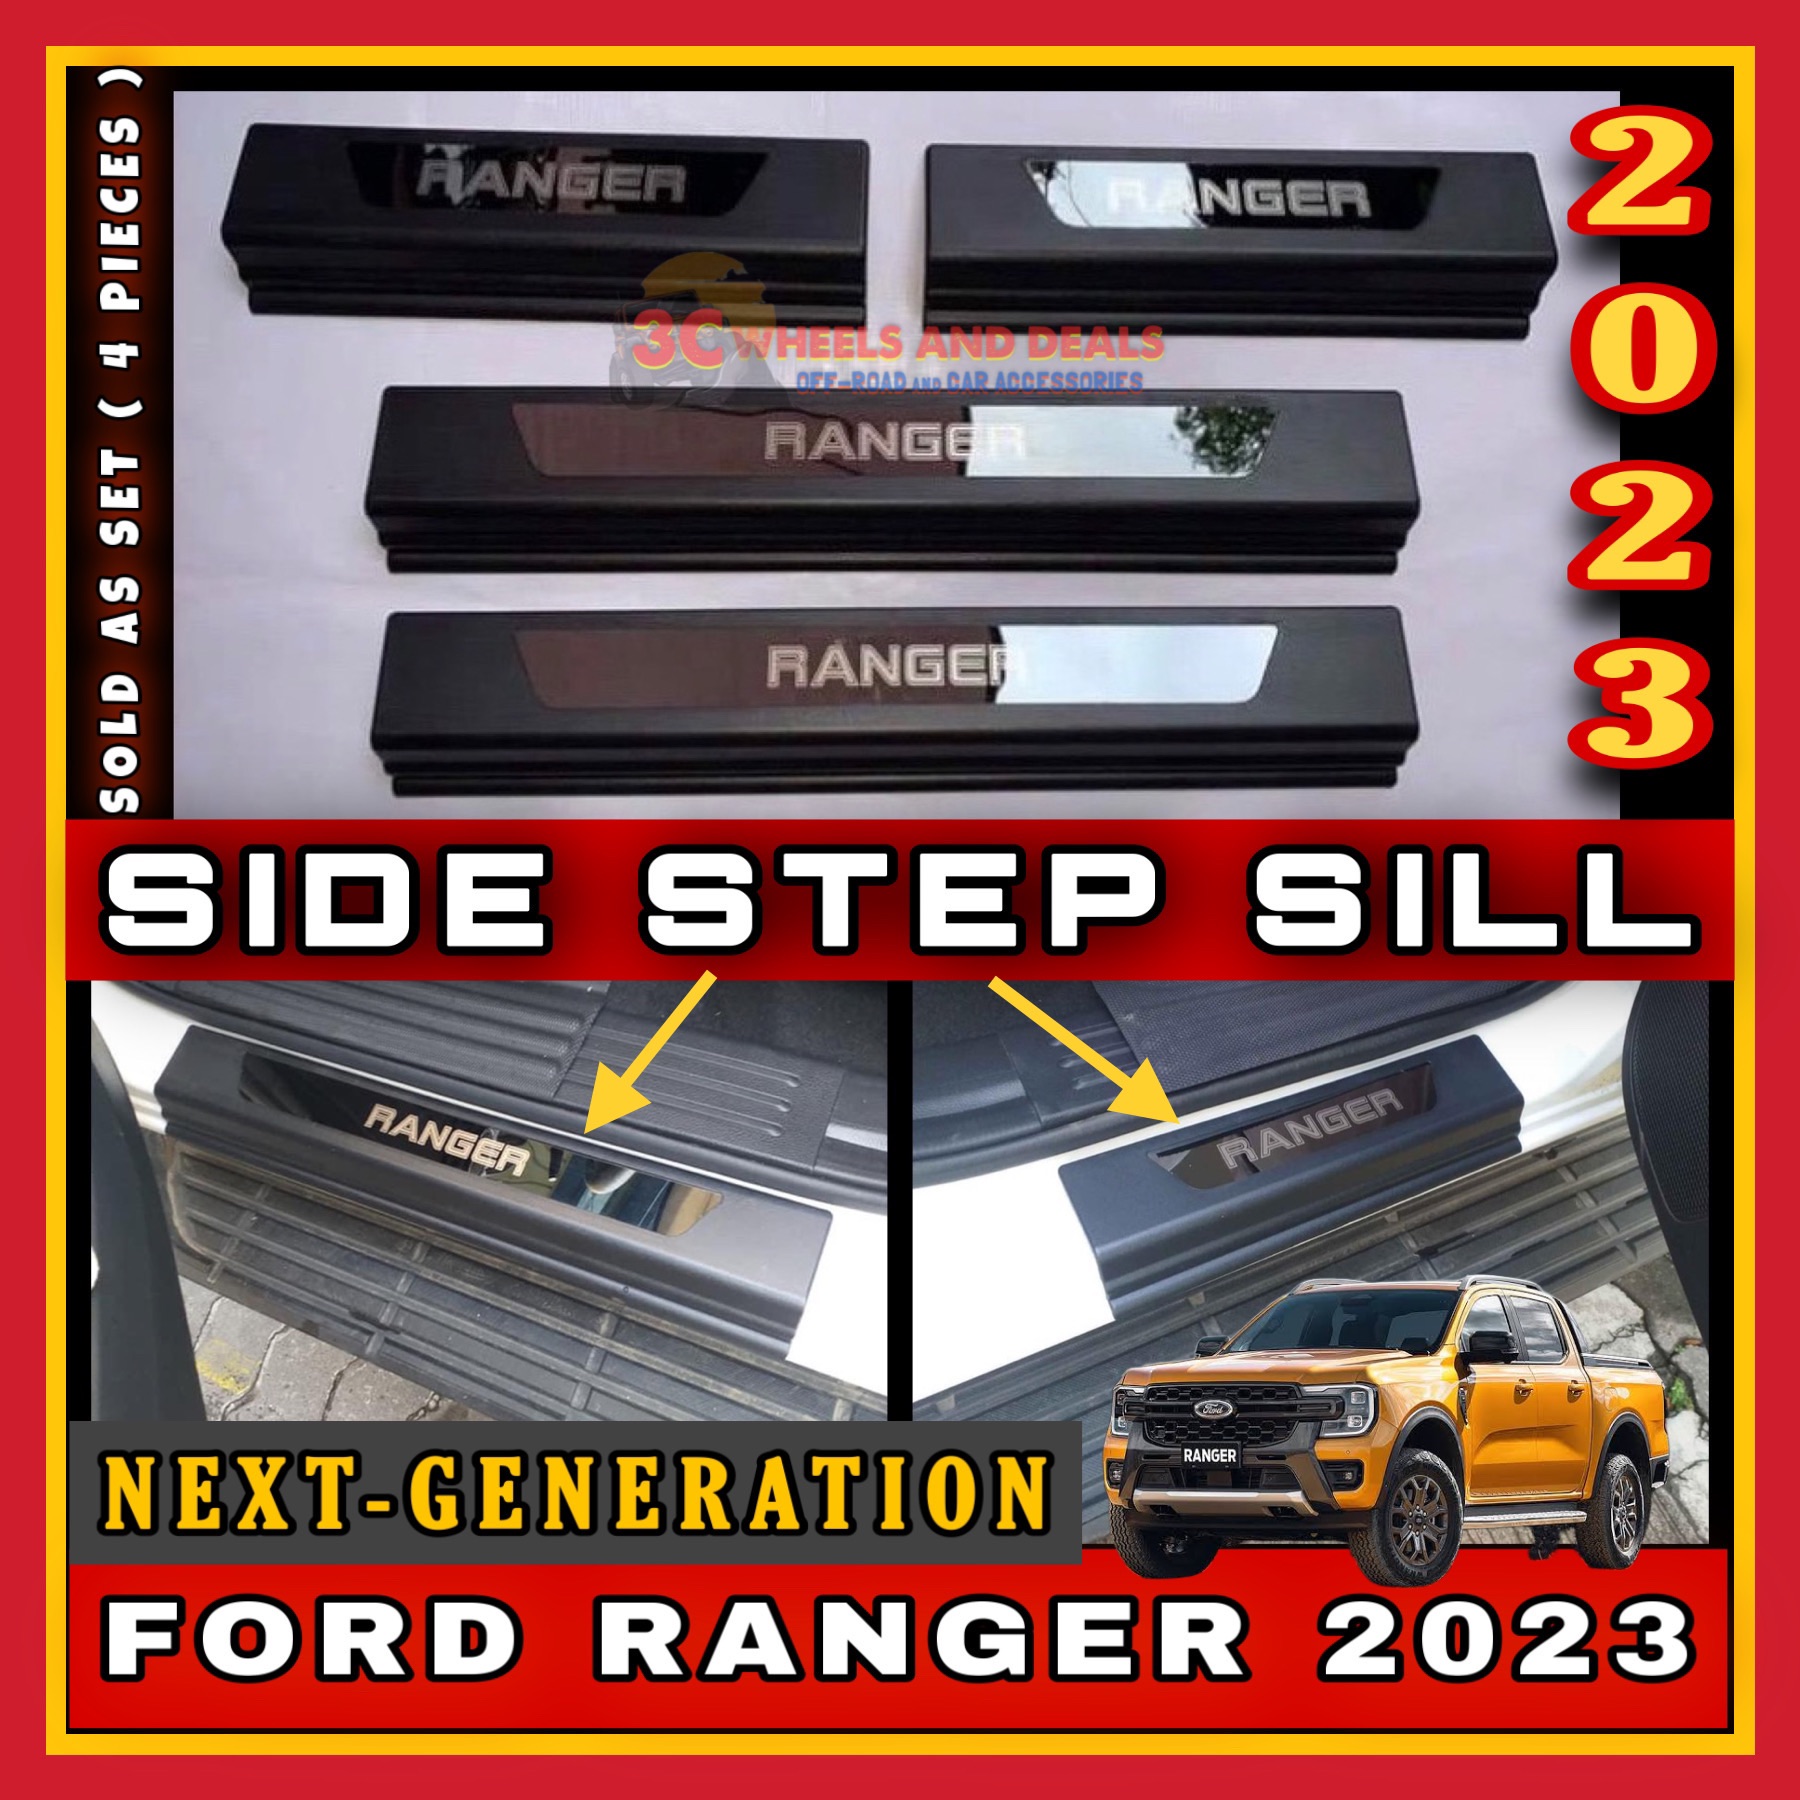 SOLD AS SET ( 4 PIECES )
2023
RANGER
RANGER
3C WHEELS AND DEALS
OFF-ROAD AND CAR ACCESSORIES
RANGER
RANGER
SIDE STEP SILL
RANGER
RANGER
Ford
RANGER
NEXT-GENERATION
FORD RANGER 2023